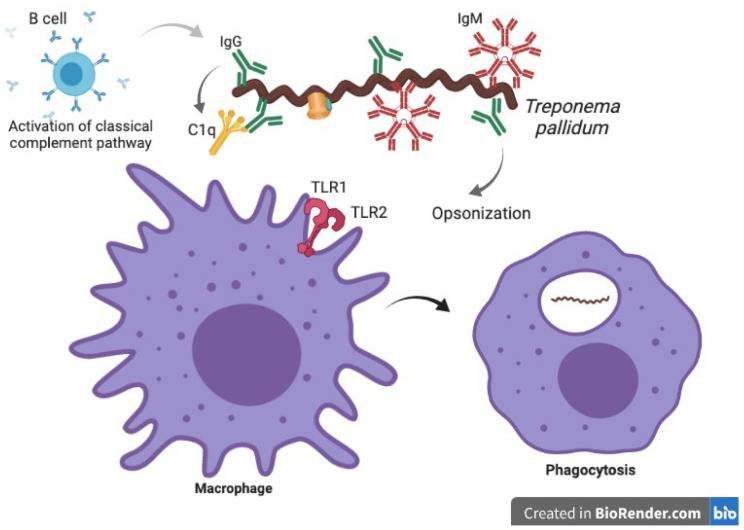 B cell
IgG
IgM
Activation of classical
complement pathway
C1q
Treponema
pallidum
TLR1
TLR2
Opsonization
Macrophage
Phagocytosis
Created in BioRender.com bio